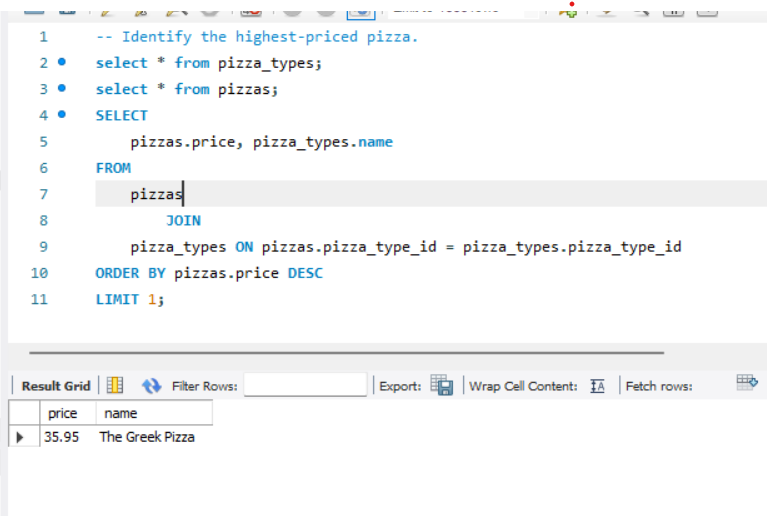 1 -- Identify the highest-priced pizza.
2 select * from pizza_types;
3 select * from pizzas;
4 SELECT
5 pizzas.price, pizza_types.name
6 FROM
7 pizzas
8 JOIN
9 pizza_types ON pizzas.pizza_type_id = pizza_types.pizza_type_id
10 ORDER BY pizzas.price DESC
11 LIMIT 1;
Result Grid Filter Rows: Export: Wrap Cell Content: Fetch rows:
price name
35.95 The Greek Pizza